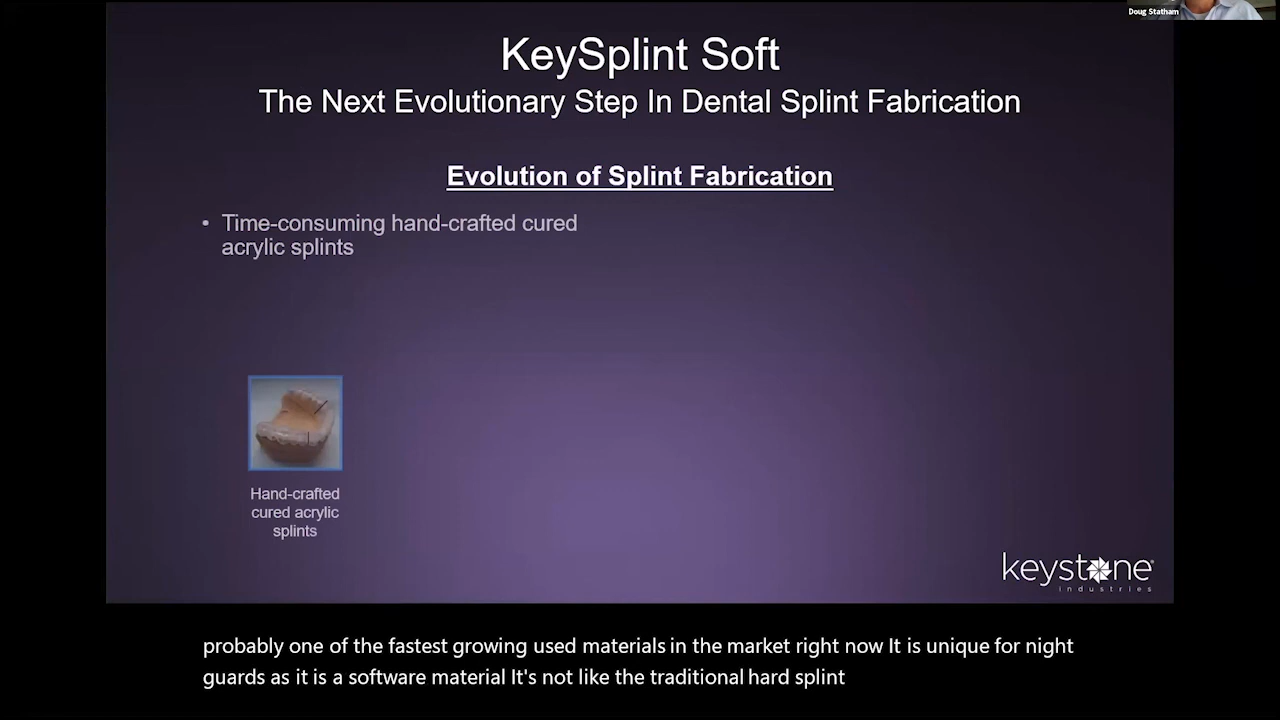 Doug Statham
KeySplint Soft
The Next Evolutionary Step In Dental Splint Fabrication
Evolution of Splint Fabrication
• Time-consuming hand-crafted cured
acrylic splints
Hand-crafted
cured acrylic
splints
keystone
industries
probably one of the fastest growing used materials in the market right now It is unique for night
guards as it is a software material It's not like the traditional hard splint